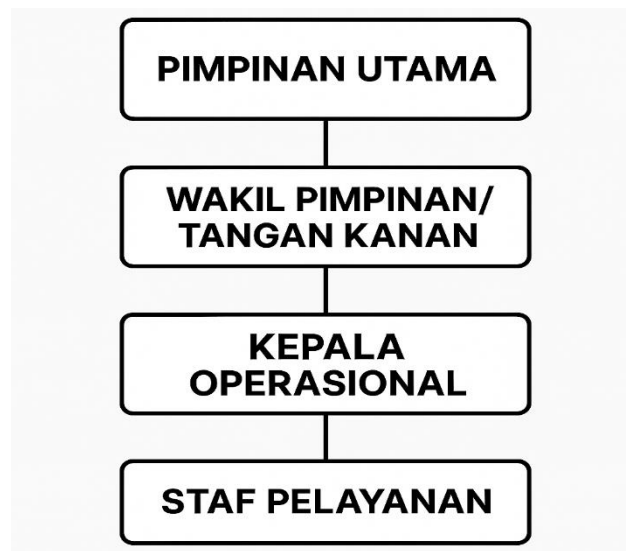 PIMPINAN UTAMA
WAKIL PIMPINAN/
TANGAN KANAN
KEPALA
OPERASIONAL
STAF PELAYANAN